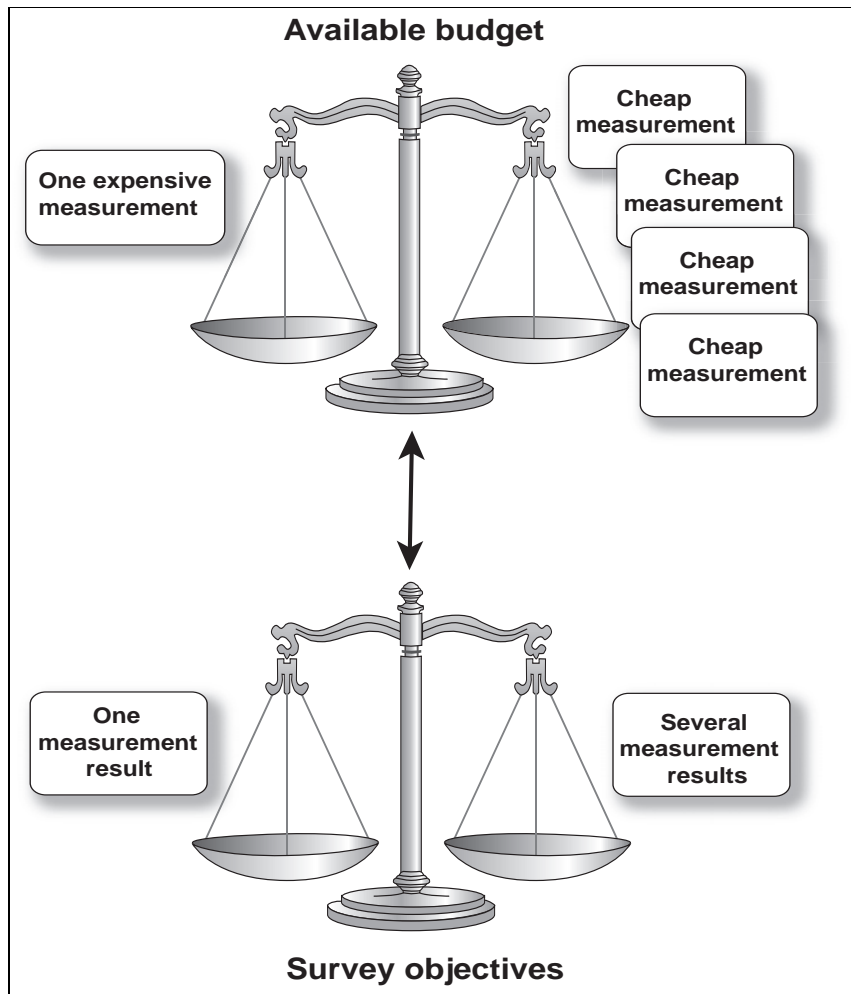 Available budget
One expensive
measurement
Cheap
measurement
Cheap
measurement
Cheap
measurement
Cheap
measurement
One
measurement
result
Several
measurement
results
Survey objectives